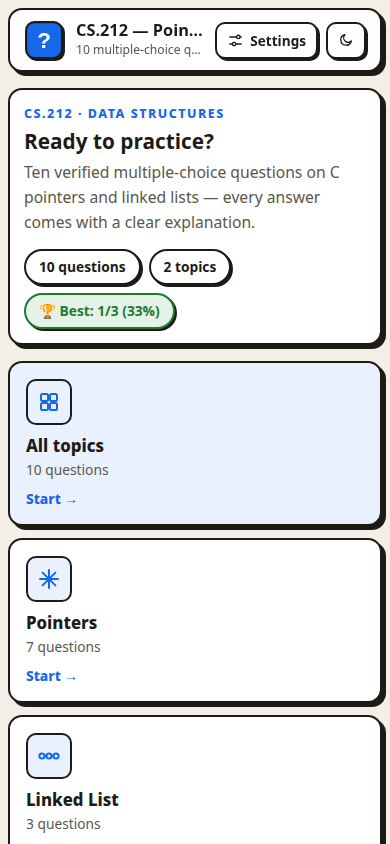 ?
CS.212 — Poin...
10 multiple-choice q...
Settings
CS.212 · DATA STRUCTURES
Ready to practice?
Ten verified multiple-choice questions on C
pointers and linked lists — every answer
comes with a clear explanation.
10 questions
2 topics
🏆 Best: 1/3 (33%)
All topics
10 questions
Start →
Pointers
7 questions
Start →
Linked List
3 questions